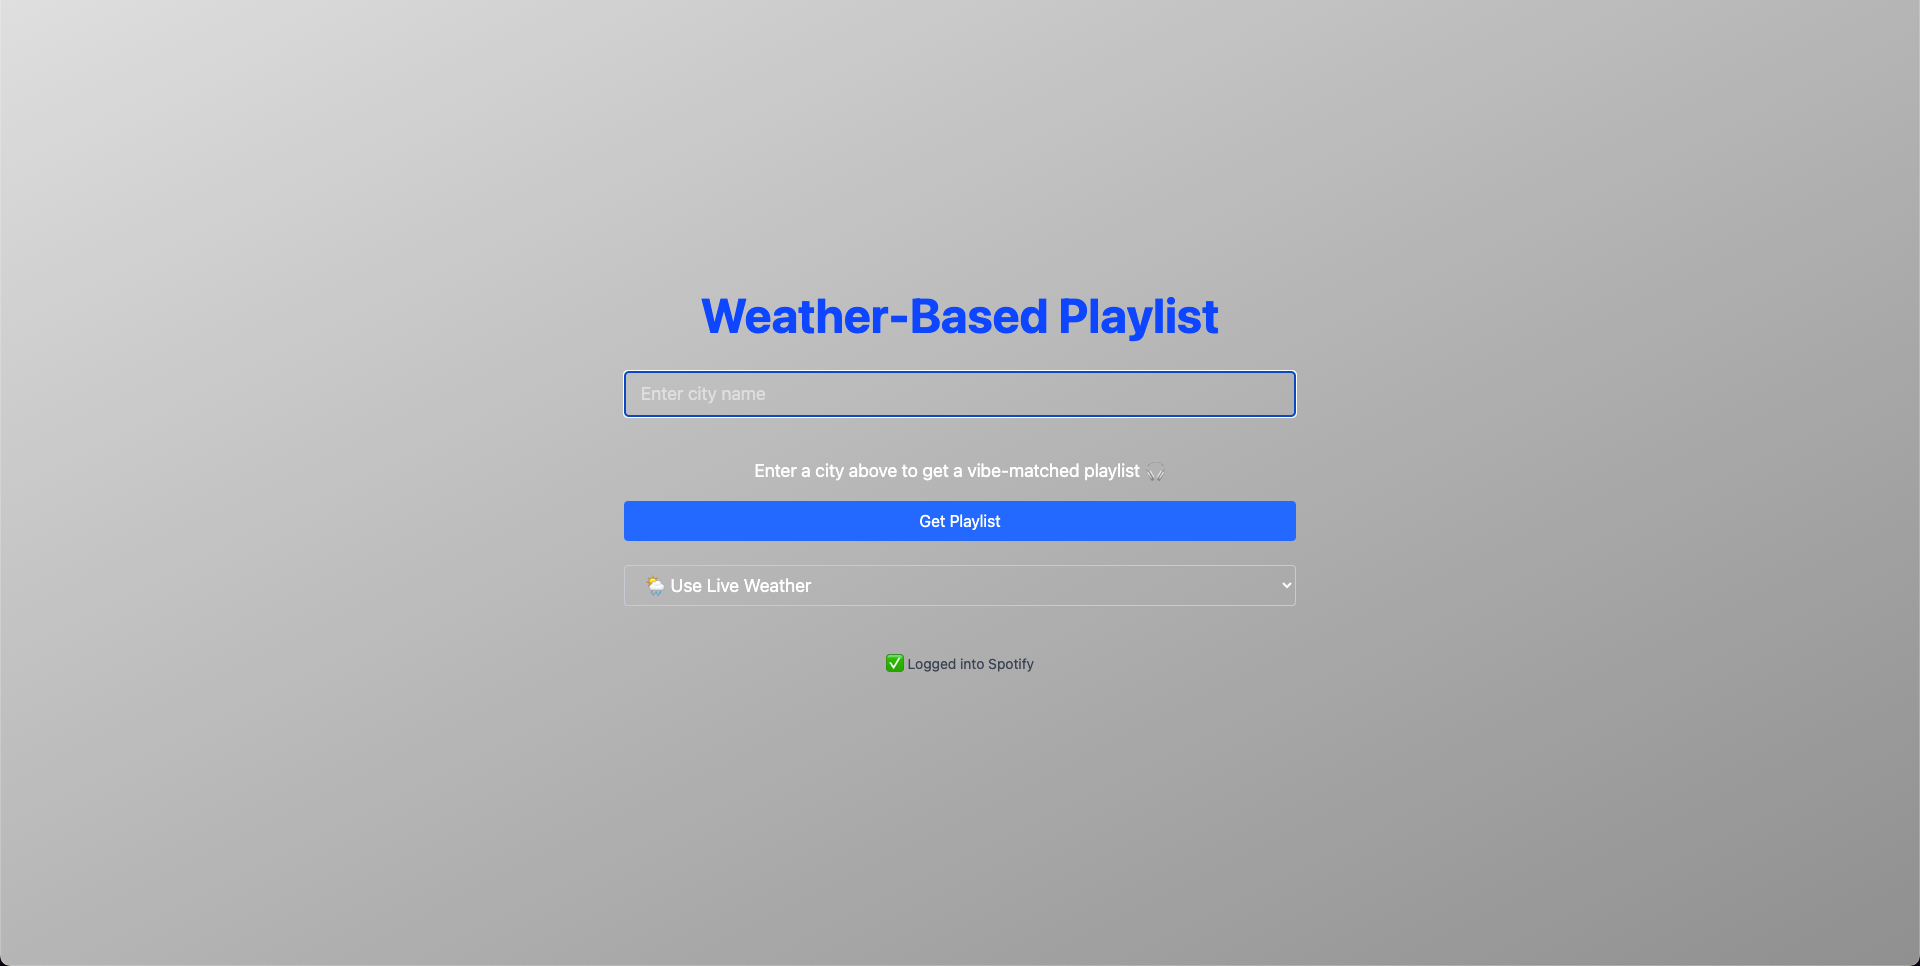 Weather-Based Playlist
Enter city name
Enter a city above to get a vibe-matched playlist 🎧
Get Playlist
🌦️ Use Live Weather
✅ Logged into Spotify